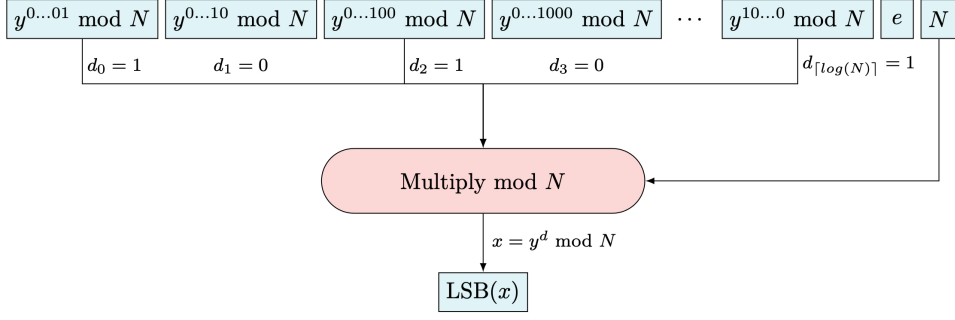 y^{0...01} mod N y^{0...10} mod N y^{0...100} mod N y^{0...1000} mod N ... y^{10...0} mod N e N
d_0 = 1 d_1 = 0 d_2 = 1 d_3 = 0 d_{⌈log(N)⌉} = 1
Multiply mod N
x = y^d mod N
LSB(x)